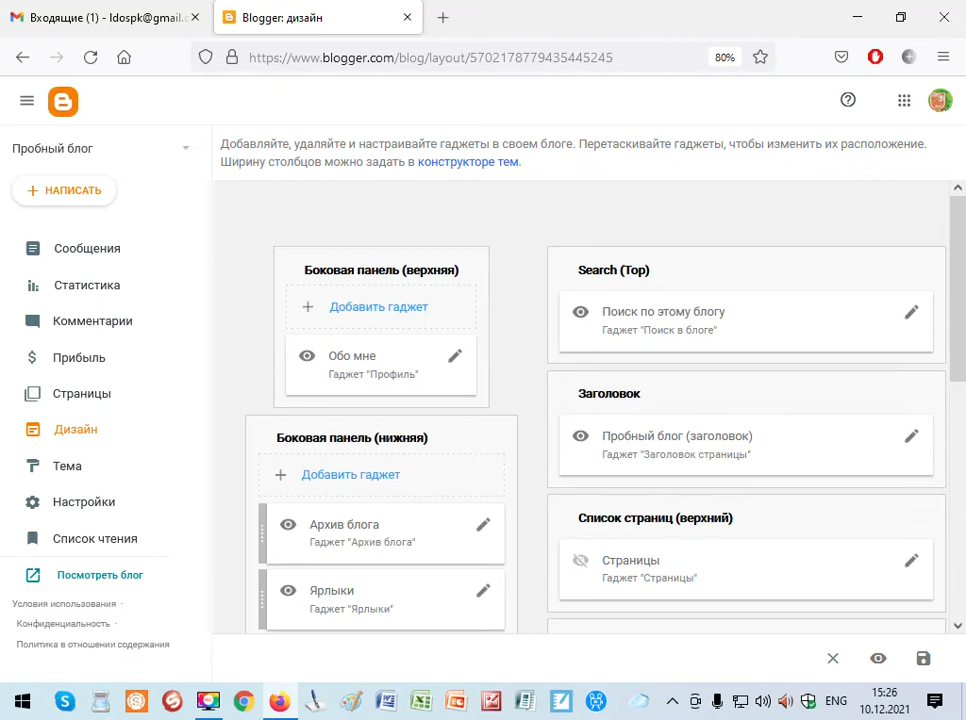 Входящие (1) - ldospk@gmail.c
Blogger: дизайн
https://www.blogger.com/blog/layout/5702178779435445245
80%
Пробный блог
НАПИСАТЬ
Сообщения
Статистика
Комментарии
Прибыль
Страницы
Дизайн
Тема
Настройки
Список чтения
Посмотреть блог
Условия использования ·
Конфиденциальность ·
Политика в отношении содержания
Добавляйте, удаляйте и настраивайте гаджеты в своем блоге. Перетаскивайте гаджеты, чтобы изменить их расположение.
Ширину столбцов можно задать в конструкторе тем.
Боковая панель (верхняя)
Добавить гаджет
Обо мне
Гаджет "Профиль"
Боковая панель (нижняя)
Добавить гаджет
Архив блога
Гаджет "Архив блога"
Ярлыки
Гаджет "Ярлыки"
Search (Top)
Поиск по этому блогу
Гаджет "Поиск в блоге"
Заголовок
Пробный блог (заголовок)
Гаджет "Заголовок страницы"
Список страниц (верхний)
Страницы
Гаджет "Страницы"
ENG
15:26
10.12.2021